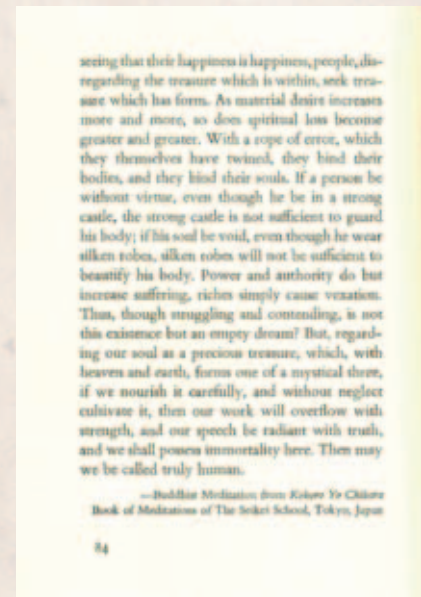 seeing that their happiness is happiness, people, dis-
regarding the treasure which is within, seek trea-
sure which has form. As material desire increases
more and more, so does spiritual loss become
greater and greater. With a rope of error, which
they themselves have twined, they bind their
bodies, and they bind their souls. If a person be
without virtue, even though he be in a strong
castle, the strong castle is not sufficient to guard
his body; if his soul be void, even though he wear
silken robes, silken robes will not be sufficient to
beautify his body. Power and authority do but
increase suffering, riches simply cause vexation.
Thus, though struggling and contending, is not
this existence but an empty dream? But, regard-
ing our soul as a precious treasure, which, with
heaven and earth, forms one of a mystical three,
if we nourish it carefully, and without neglect
cultivate it, then our work will overflow with
strength, and our speech be radiant with truth,
and we shall possess immortality here. Then may
we be called truly human.
—Buddhist Meditation from Kokoro No Chikara
Book of Meditations of The Seikei School, Tokyo, Japan
84